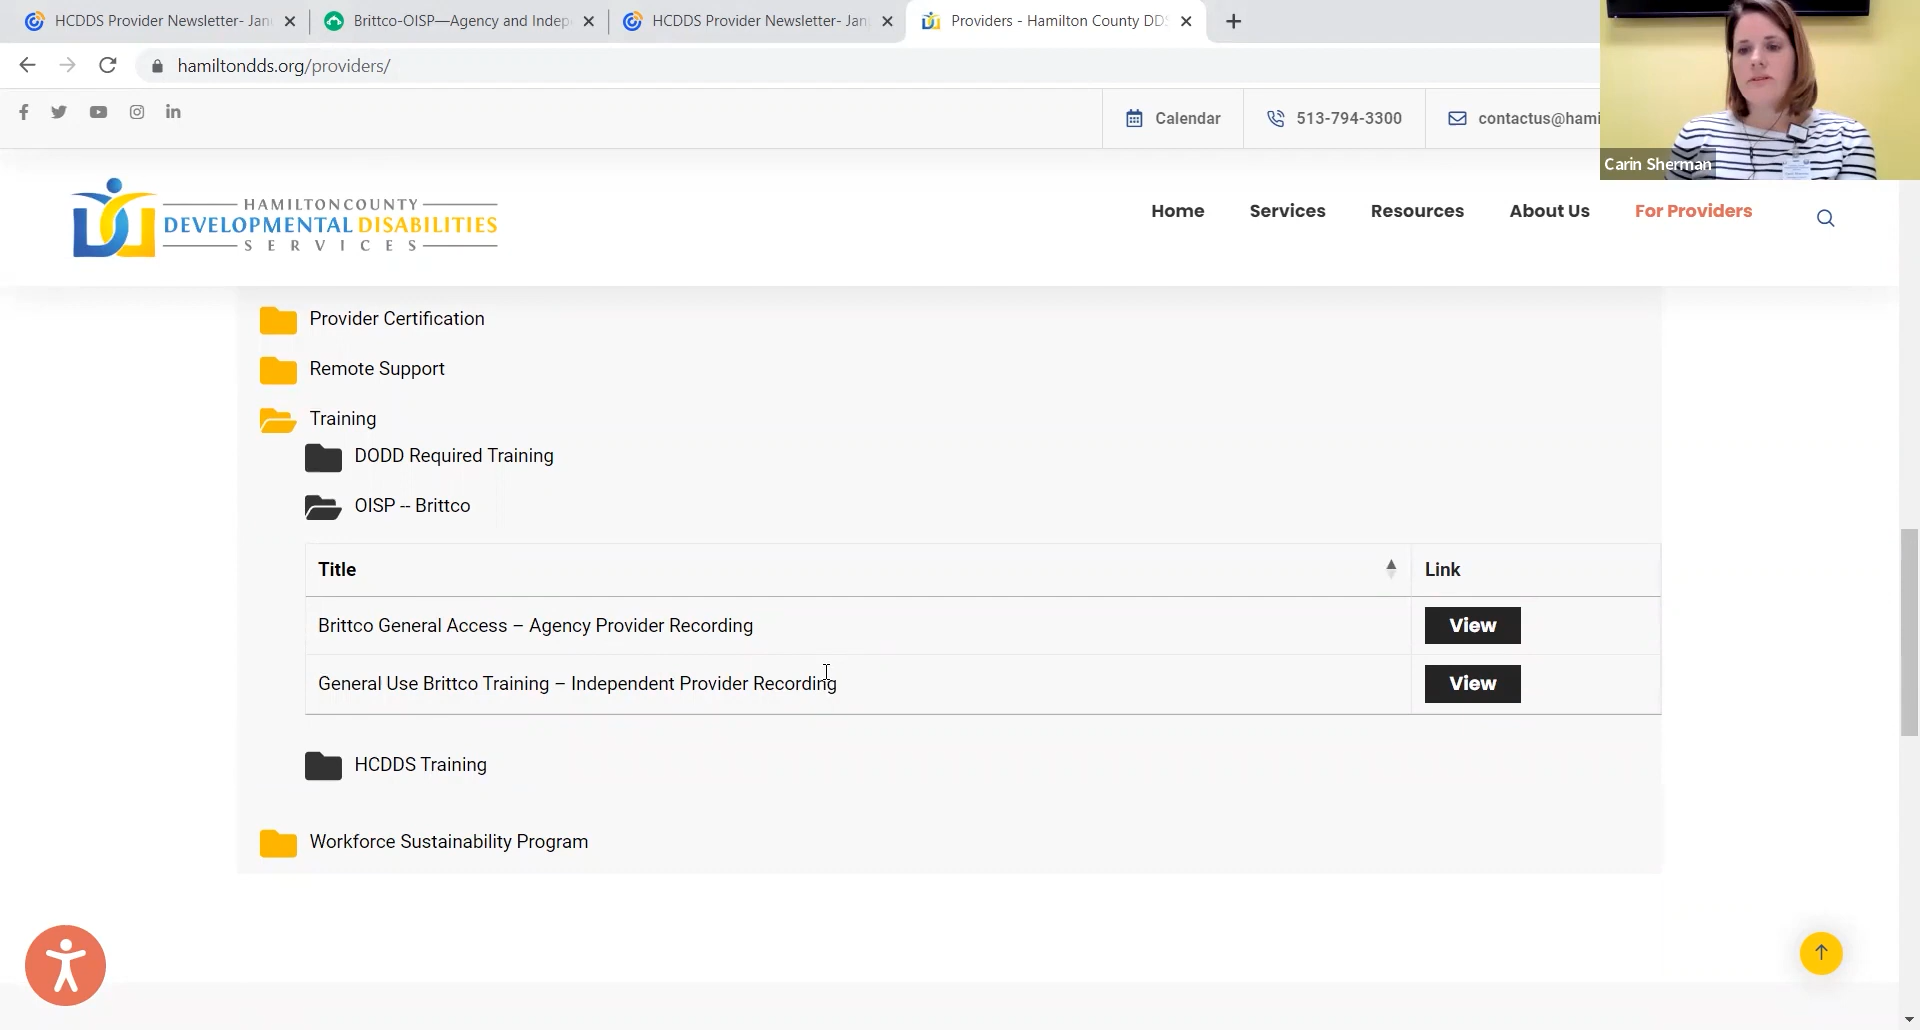 HCDDS Provider Newsletter- Jan
Brittco-OISP—Agency and Indep
HCDDS Provider Newsletter- Jan
Providers - Hamilton County DDS
hamiltondds.org/providers/
Calendar
513-794-3300
contactus@hami
Carin Sherman
HAMILTON COUNTY
DEVELOPMENTAL DISABILITIES
SERVICES
Home
Services
Resources
About Us
For Providers
Provider Certification
Remote Support
Training
DODD Required Training
OISP -- Brittco
Title
Link
Brittco General Access – Agency Provider Recording
View
General Use Brittco Training – Independent Provider Recording
View
HCDDS Training
Workforce Sustainability Program